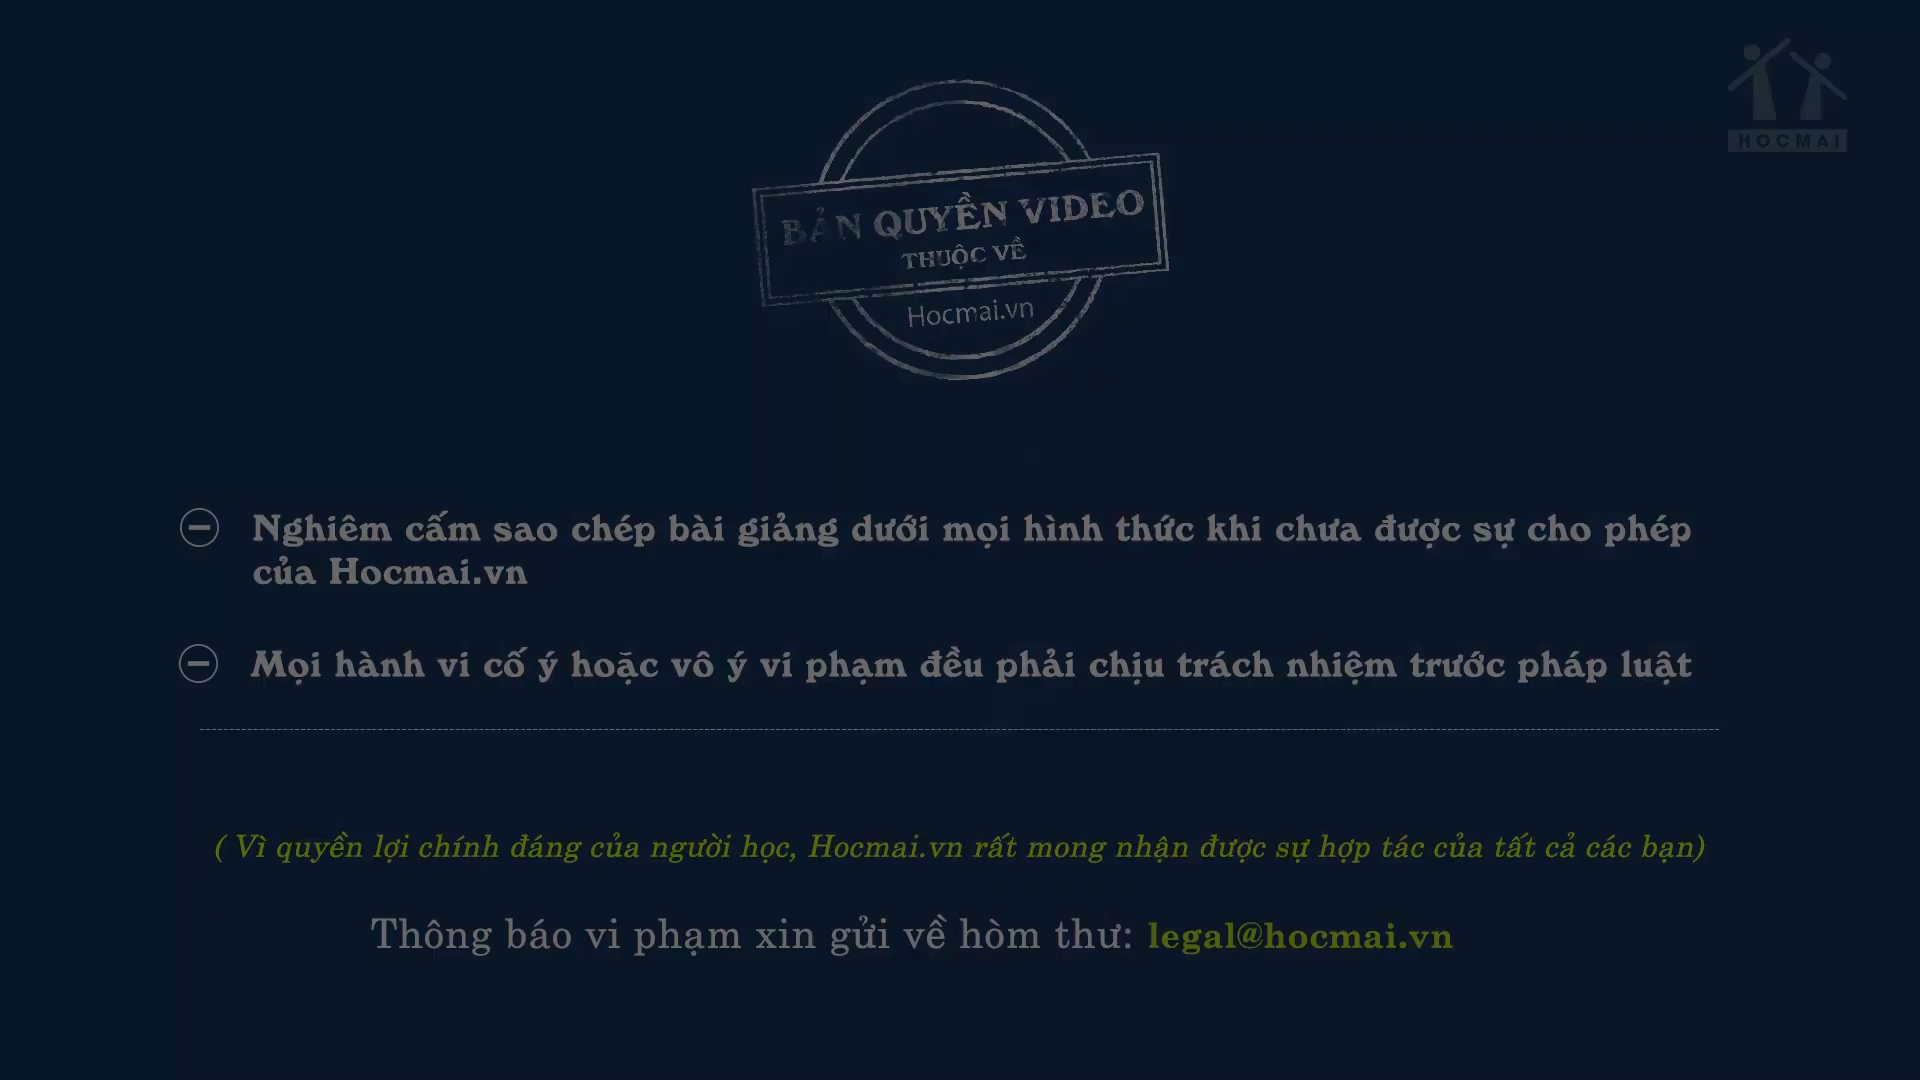 HOCMAI
BẢN QUYỀN VIDEO
THUỘC VỀ
Hocmai.vn
Nghiêm cấm sao chép bài giảng dưới mọi hình thức khi chưa được sự cho phép
của Hocmai.vn
Mọi hành vi cố ý hoặc vô ý vi phạm đều phải chịu trách nhiệm trước pháp luật
( Vì quyền lợi chính đáng của người học, Hocmai.vn rất mong nhận được sự hợp tác của tất cả các bạn)
Thông báo vi phạm xin gửi về hòm thư: legal@hocmai.vn